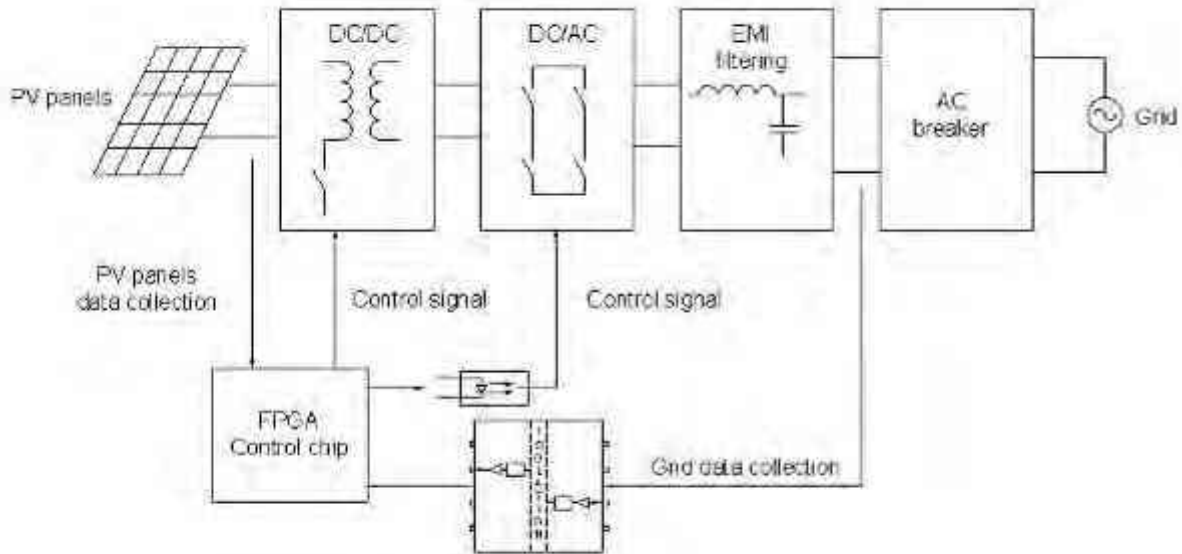 DC/DC
DC/AC
EMI
filtering
PV panels
AC
breaker
Grid
PV panels
data collection
Control signal
Control signal
FPGA
Control chip
ISOLATION
Grid data collection